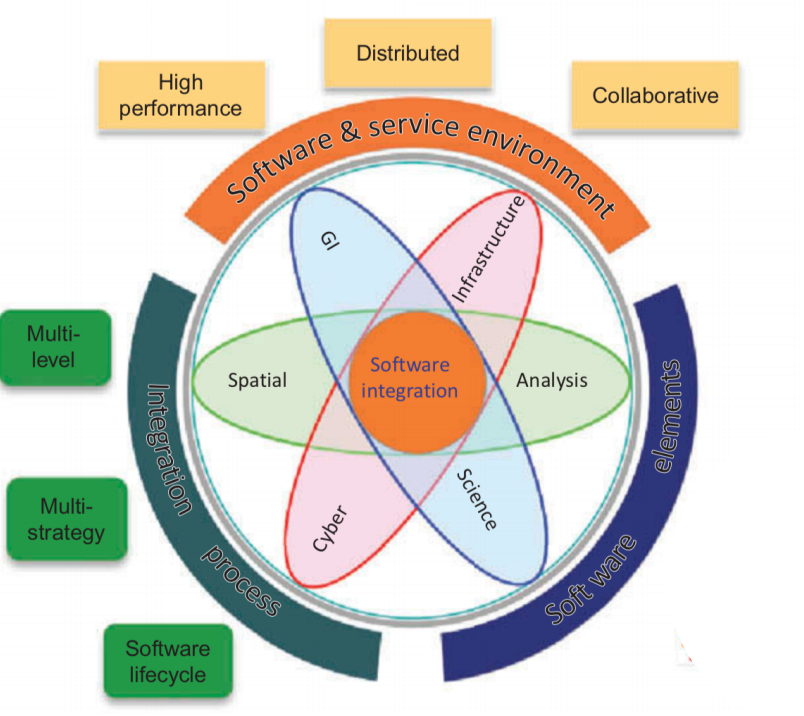 Distributed
High
performance
Collaborative
Software & service environment
GI
Infrastructure
Multi-
level
Spatial
Software
integration
Analysis
elements
Integration
Multi-
strategy
Cyber
Science
process
Soft ware
Software
lifecycle